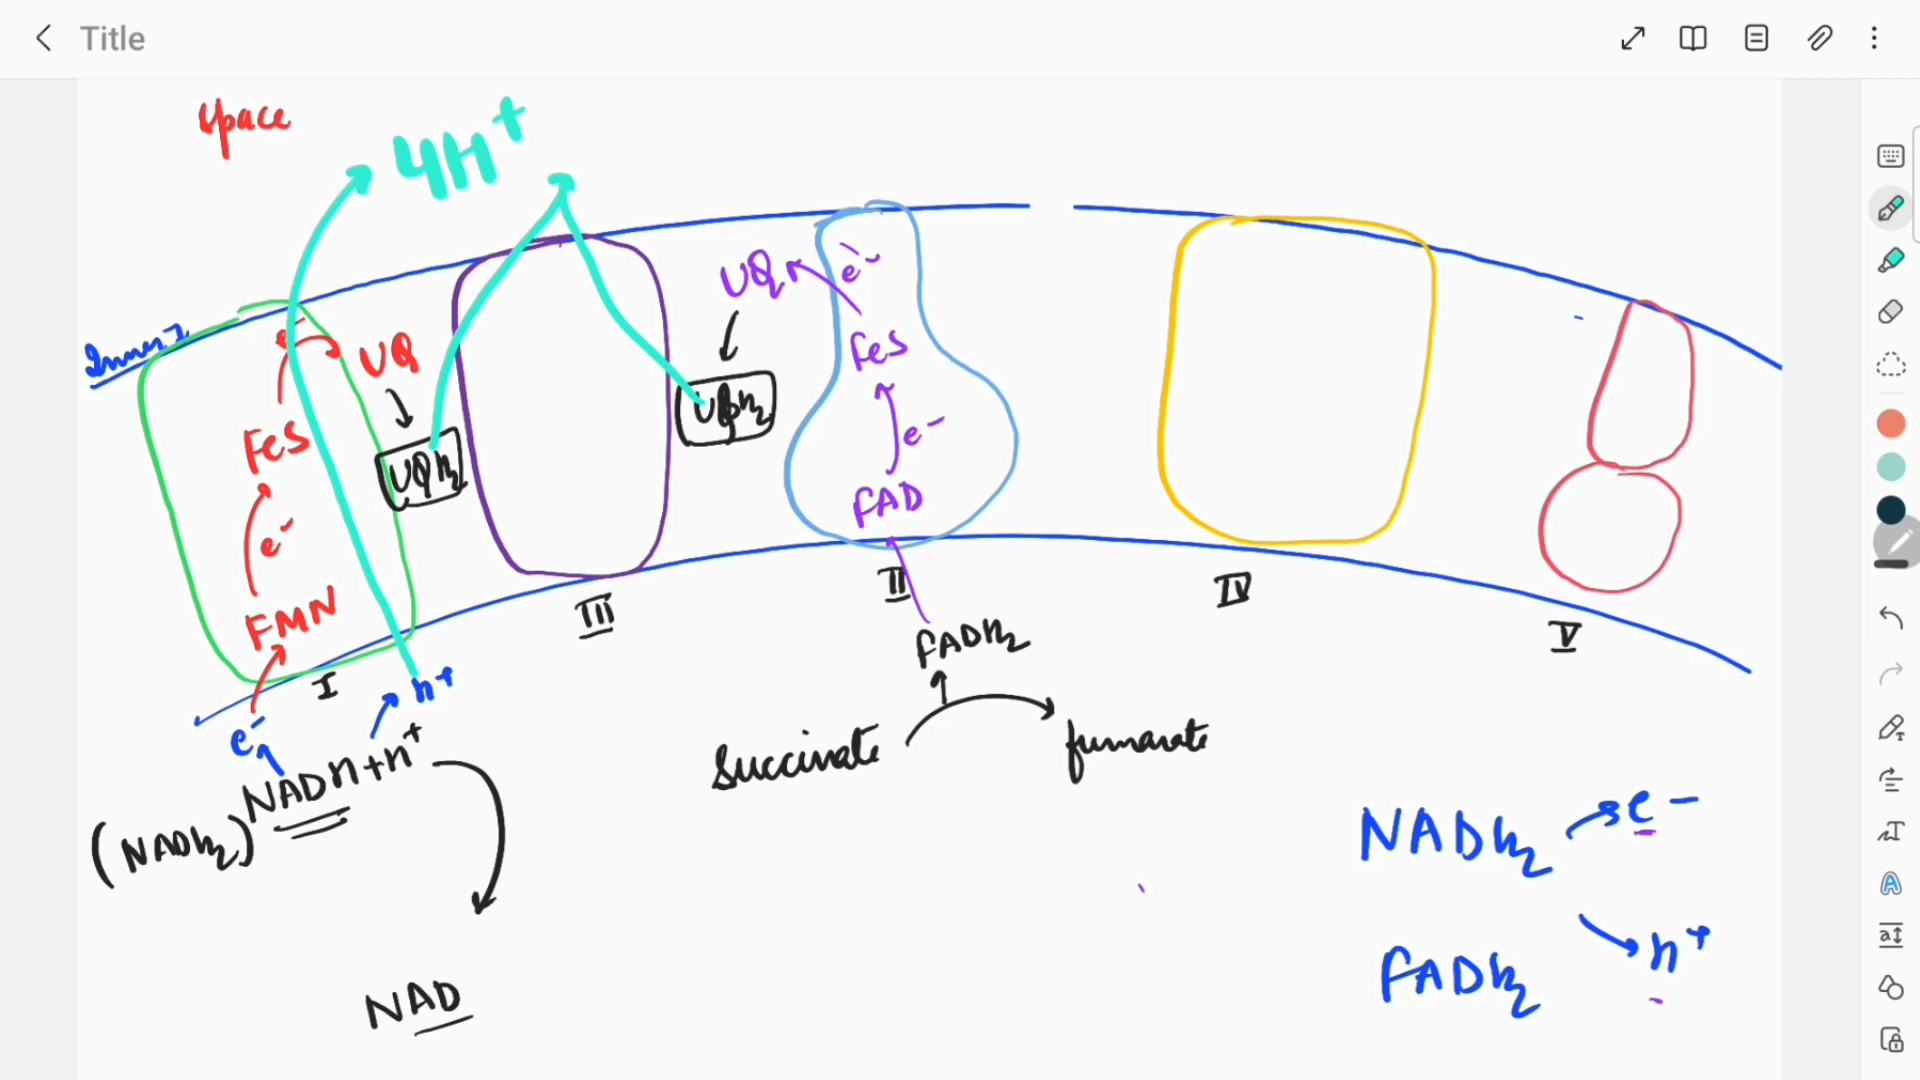 Title
Space
4H+
Inner
e-
UQ
UQH2
FeS
e-
FMN
I
e-
H+
NADH+H+
(NADH2)
NAD
III
UQ
UQH2
e-
FeS
e-
FAD
II
FADH2
Succinate
fumarate
IV
V
NADH2
e-
H+
FADH2